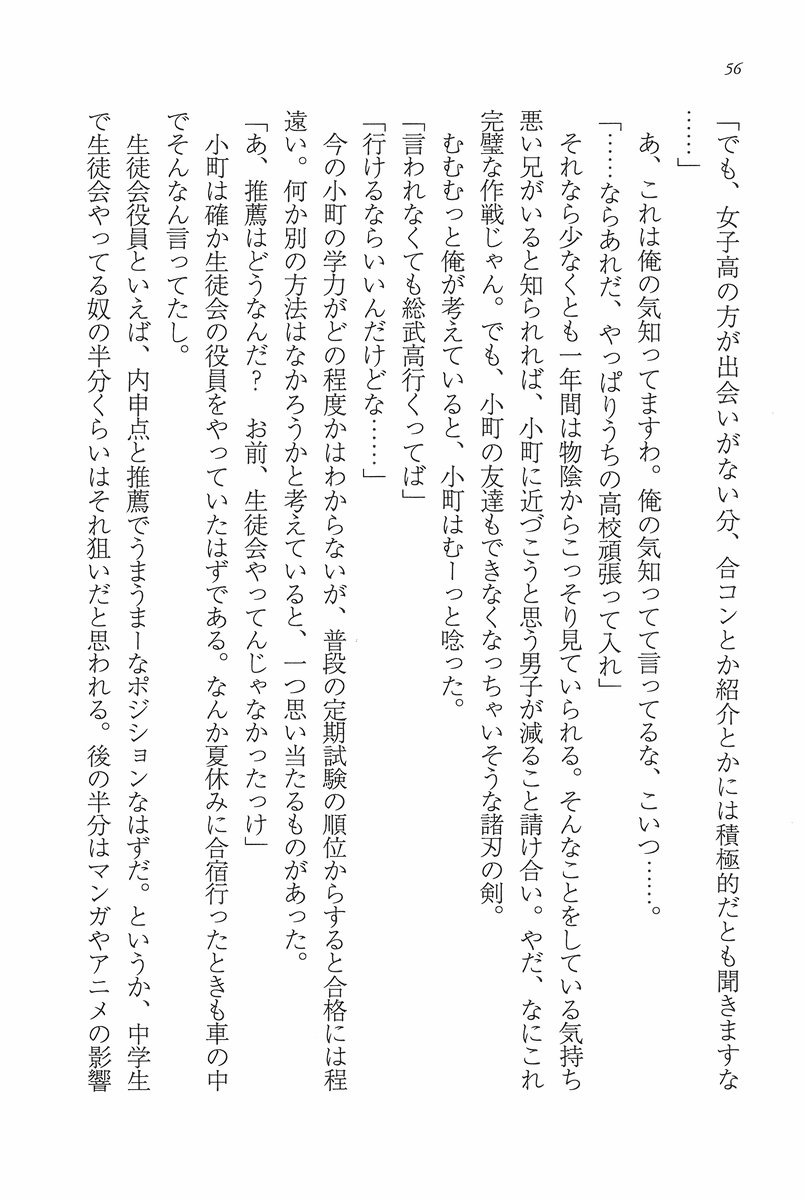 56
「でも、女子高の方が出会いがない分、合コンとか紹介とかには積極的だとも聞きますな
……」
あ、これは俺の気知ってますわ。俺の気知ってて言ってるな、こいつ……。
「……ならあれだ、やっぱりうちの高校頑張って入れ」
それなら少なくとも一年間は物陰からこっそり見ていられる。そんなことをしている気持ち
悪い兄がいると知られれば、小町に近づこうと思う男子が減ること請け合い。やだ、なにこれ
完璧な作戦じゃん。でも、小町の友達もできなくなっちゃいそうな諸刃の剣。
むむむっと俺が考えていると、小町はむーっと唸った。
「言われなくても総武高行くってば」
「行けるならいいんだけどな……」
今の小町の学力がどの程度かはわからないが、普段の定期試験の順位からすると合格には程
遠い。何か別の方法はなかろうかと考えていると、一つ思い当たるものがあった。
「あ、推薦はどうなんだ？　お前、生徒会やってんじゃなかったっけ」
小町は確か生徒会の役員をやっていたはずである。なんか夏休みに合宿行ったときも車の中
でそんなん言ってたし。
生徒会役員といえば、内申点と推薦でうまうまーなポジションなはずだ。というか、中学生
で生徒会やってる奴の半分くらいはそれ狙いだと思われる。後の半分はマンガやアニメの影響